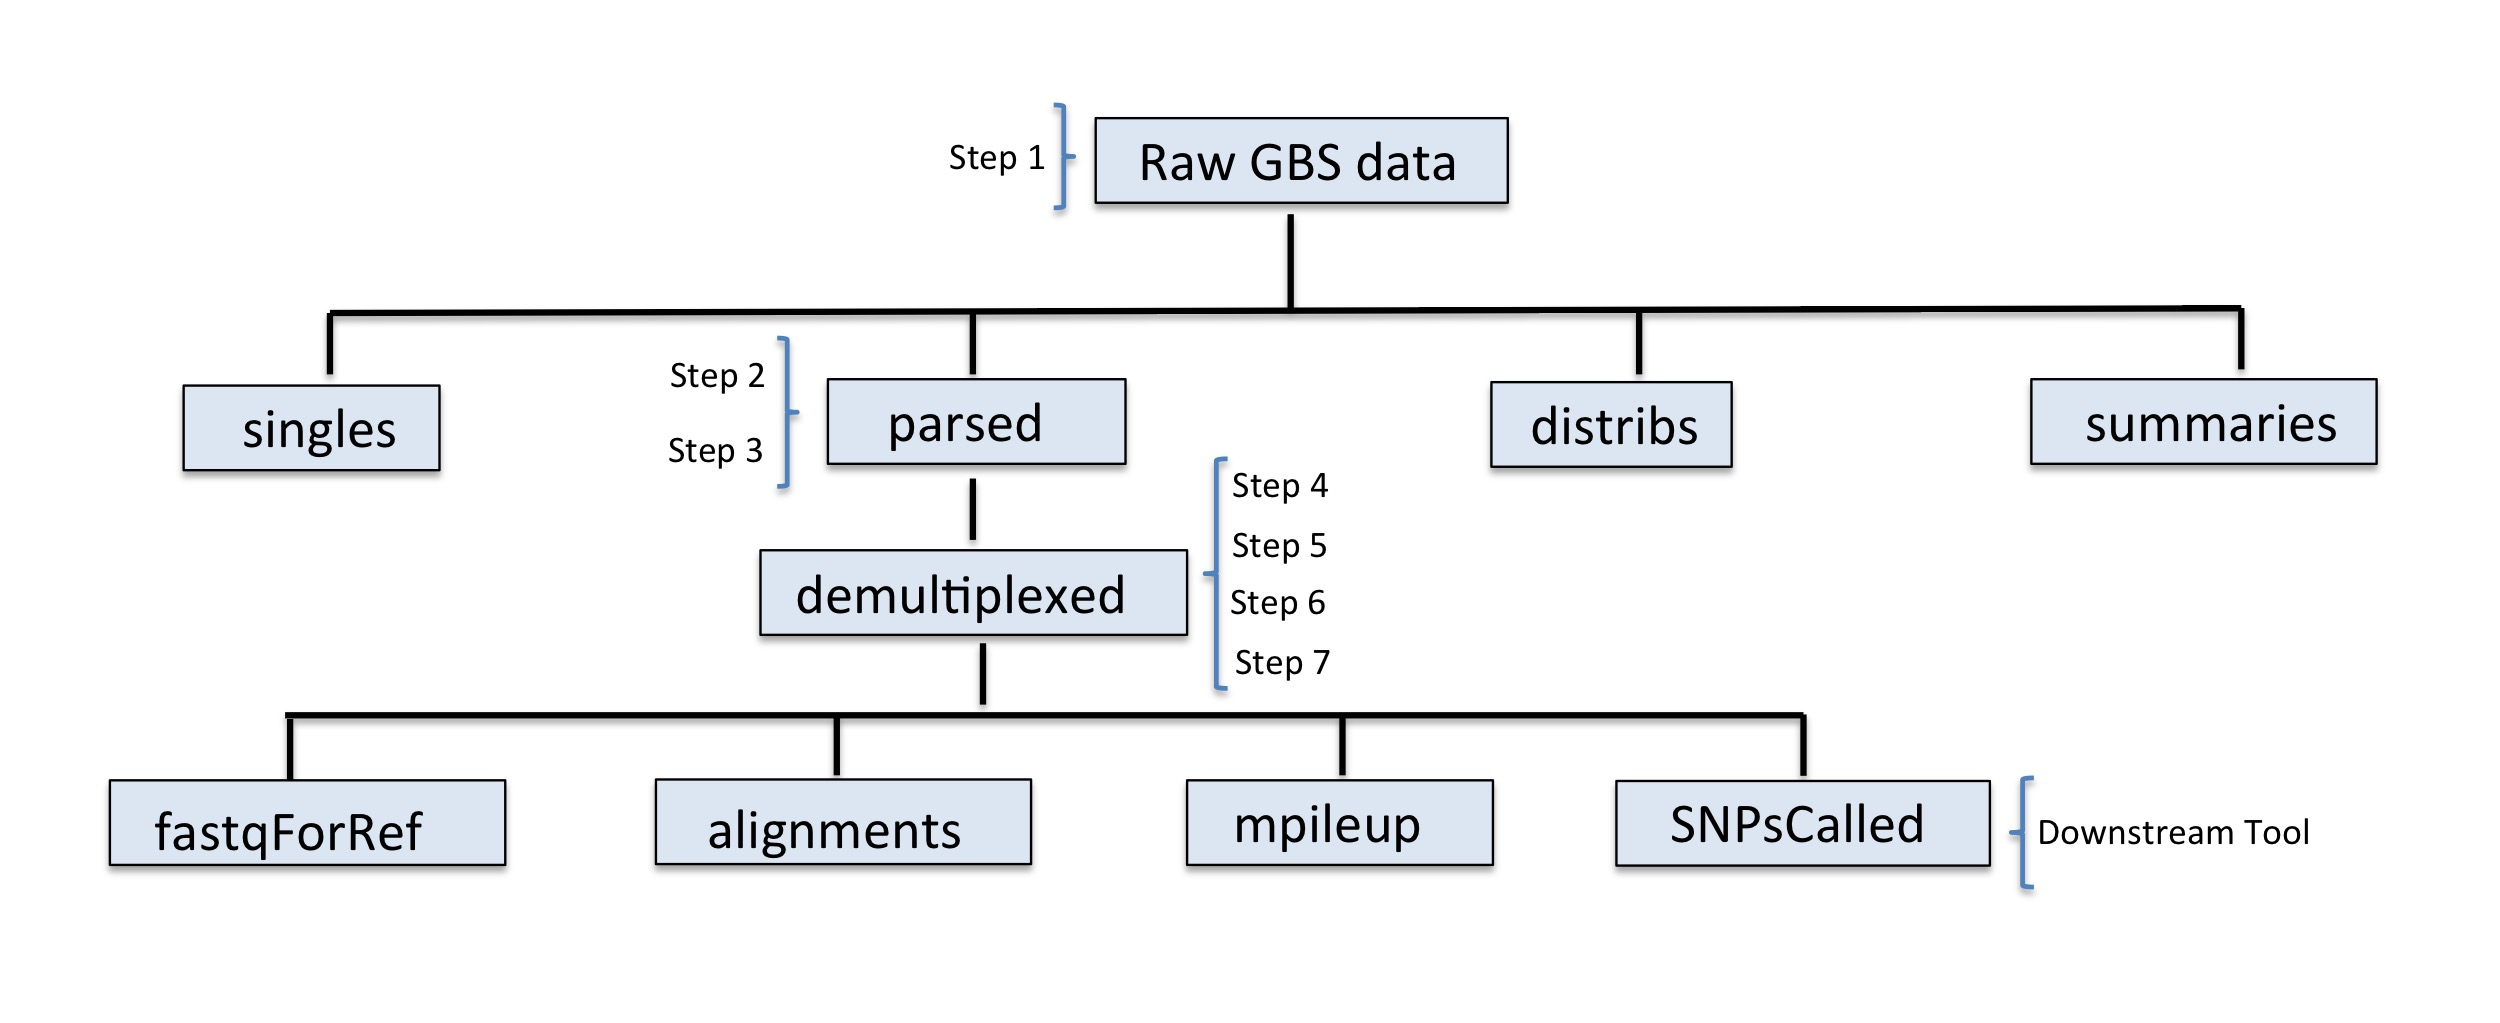 Step 1
Raw GBS data
Step 2
Step 3
singles
parsed
distribs
summaries
Step 4
Step 5
Step 6
Step 7
demultiplexed
fastqForRef
alignments
mpileup
SNPsCalled
Downstream Tool